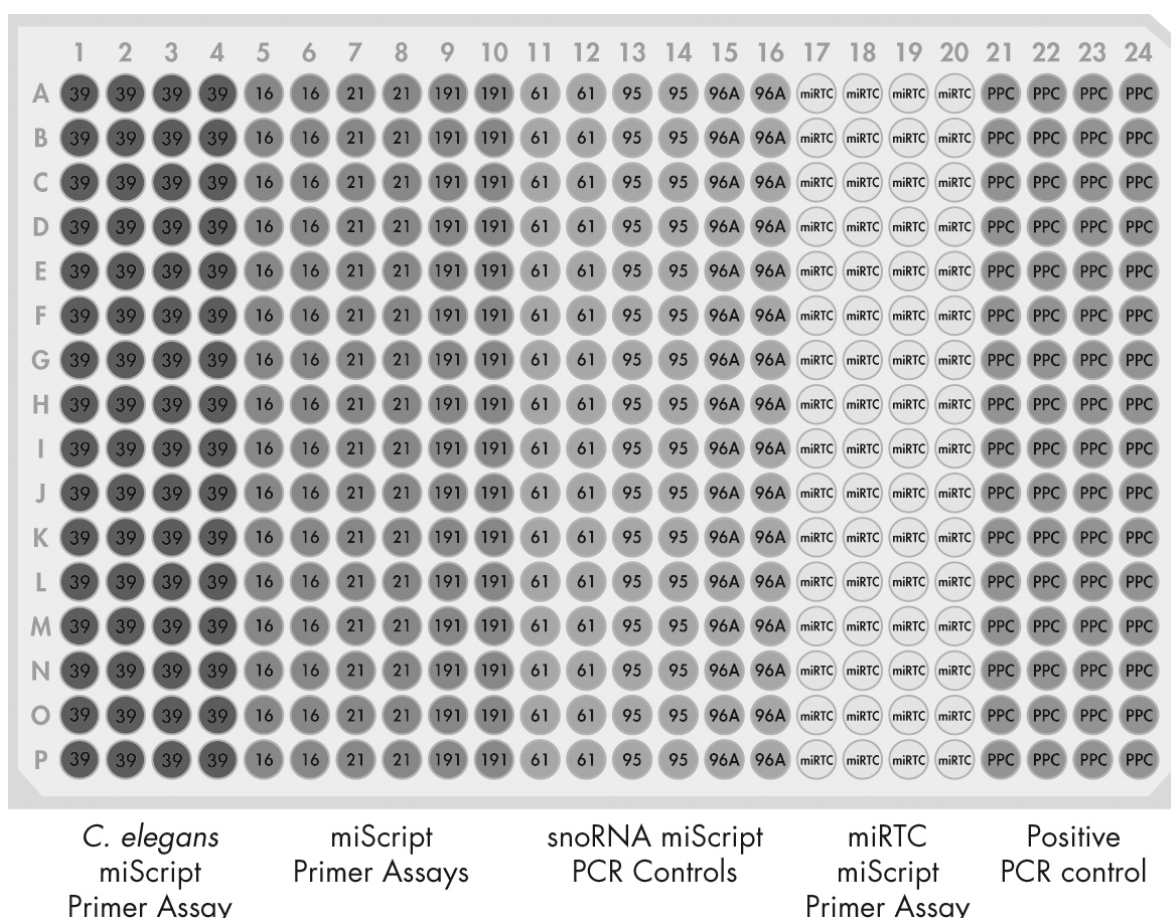 1 2 3 4 5 6 7 8 9 10 11 12 13 14 15 16 17 18 19 20 21 22 23 24
A 39 39 39 39 16 16 21 21 191 191 61 61 95 95 96A 96A miRTC miRTC miRTC miRTC PPC PPC PPC PPC
B 39 39 39 39 16 16 21 21 191 191 61 61 95 95 96A 96A miRTC miRTC miRTC miRTC PPC PPC PPC PPC
C 39 39 39 39 16 16 21 21 191 191 61 61 95 95 96A 96A miRTC miRTC miRTC miRTC PPC PPC PPC PPC
D 39 39 39 39 16 16 21 21 191 191 61 61 95 95 96A 96A miRTC miRTC miRTC miRTC PPC PPC PPC PPC
E 39 39 39 39 16 16 21 21 191 191 61 61 95 95 96A 96A miRTC miRTC miRTC miRTC PPC PPC PPC PPC
F 39 39 39 39 16 16 21 21 191 191 61 61 95 95 96A 96A miRTC miRTC miRTC miRTC PPC PPC PPC PPC
G 39 39 39 39 16 16 21 21 191 191 61 61 95 95 96A 96A miRTC miRTC miRTC miRTC PPC PPC PPC PPC
H 39 39 39 39 16 16 21 21 191 191 61 61 95 95 96A 96A miRTC miRTC miRTC miRTC PPC PPC PPC PPC
I 39 39 39 39 16 16 21 21 191 191 61 61 95 95 96A 96A miRTC miRTC miRTC miRTC PPC PPC PPC PPC
J 39 39 39 39 16 16 21 21 191 191 61 61 95 95 96A 96A miRTC miRTC miRTC miRTC PPC PPC PPC PPC
K 39 39 39 39 16 16 21 21 191 191 61 61 95 95 96A 96A miRTC miRTC miRTC miRTC PPC PPC PPC PPC
L 39 39 39 39 16 16 21 21 191 191 61 61 95 95 96A 96A miRTC miRTC miRTC miRTC PPC PPC PPC PPC
M 39 39 39 39 16 16 21 21 191 191 61 61 95 95 96A 96A miRTC miRTC miRTC miRTC PPC PPC PPC PPC
N 39 39 39 39 16 16 21 21 191 191 61 61 95 95 96A 96A miRTC miRTC miRTC miRTC PPC PPC PPC PPC
O 39 39 39 39 16 16 21 21 191 191 61 61 95 95 96A 96A miRTC miRTC miRTC miRTC PPC PPC PPC PPC
P 39 39 39 39 16 16 21 21 191 191 61 61 95 95 96A 96A miRTC miRTC miRTC miRTC PPC PPC PPC PPC
C. elegans
miScript
Primer Assay
miScript
Primer Assays
snoRNA miScript
PCR Controls
miRTC
miScript
Primer Assay
Positive
PCR control